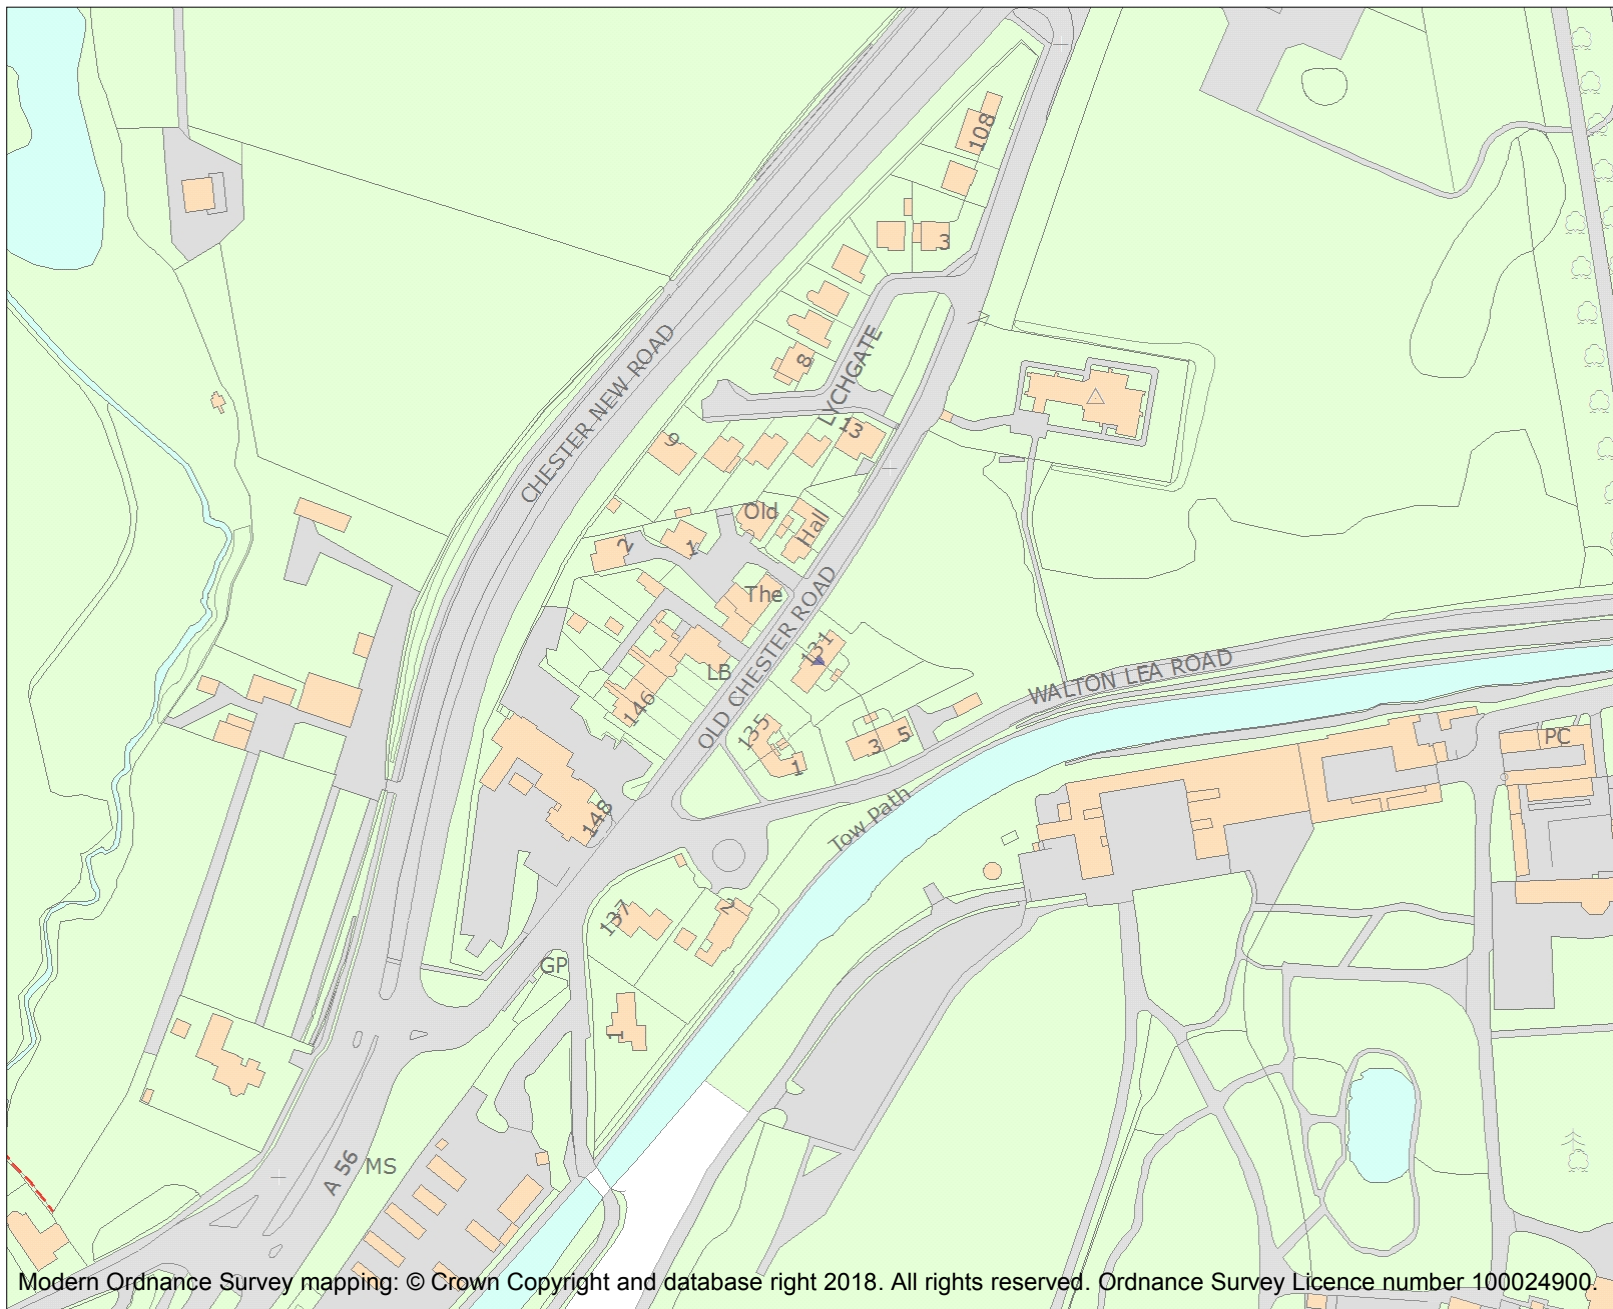 108
3
CHESTER NEW ROAD
8
LYCHGATE
13
9
Old
Hall
2
1
The
OLD CHESTER ROAD
131
LB
WALTON LEA ROAD
146
135
1
3
5
PC
148
Tow Path
137
2
GP
1
A 56
MS
Modern Ordnance Survey mapping: © Crown Copyright and database right 2018. All rights reserved. Ordnance Survey Licence number 100024900.